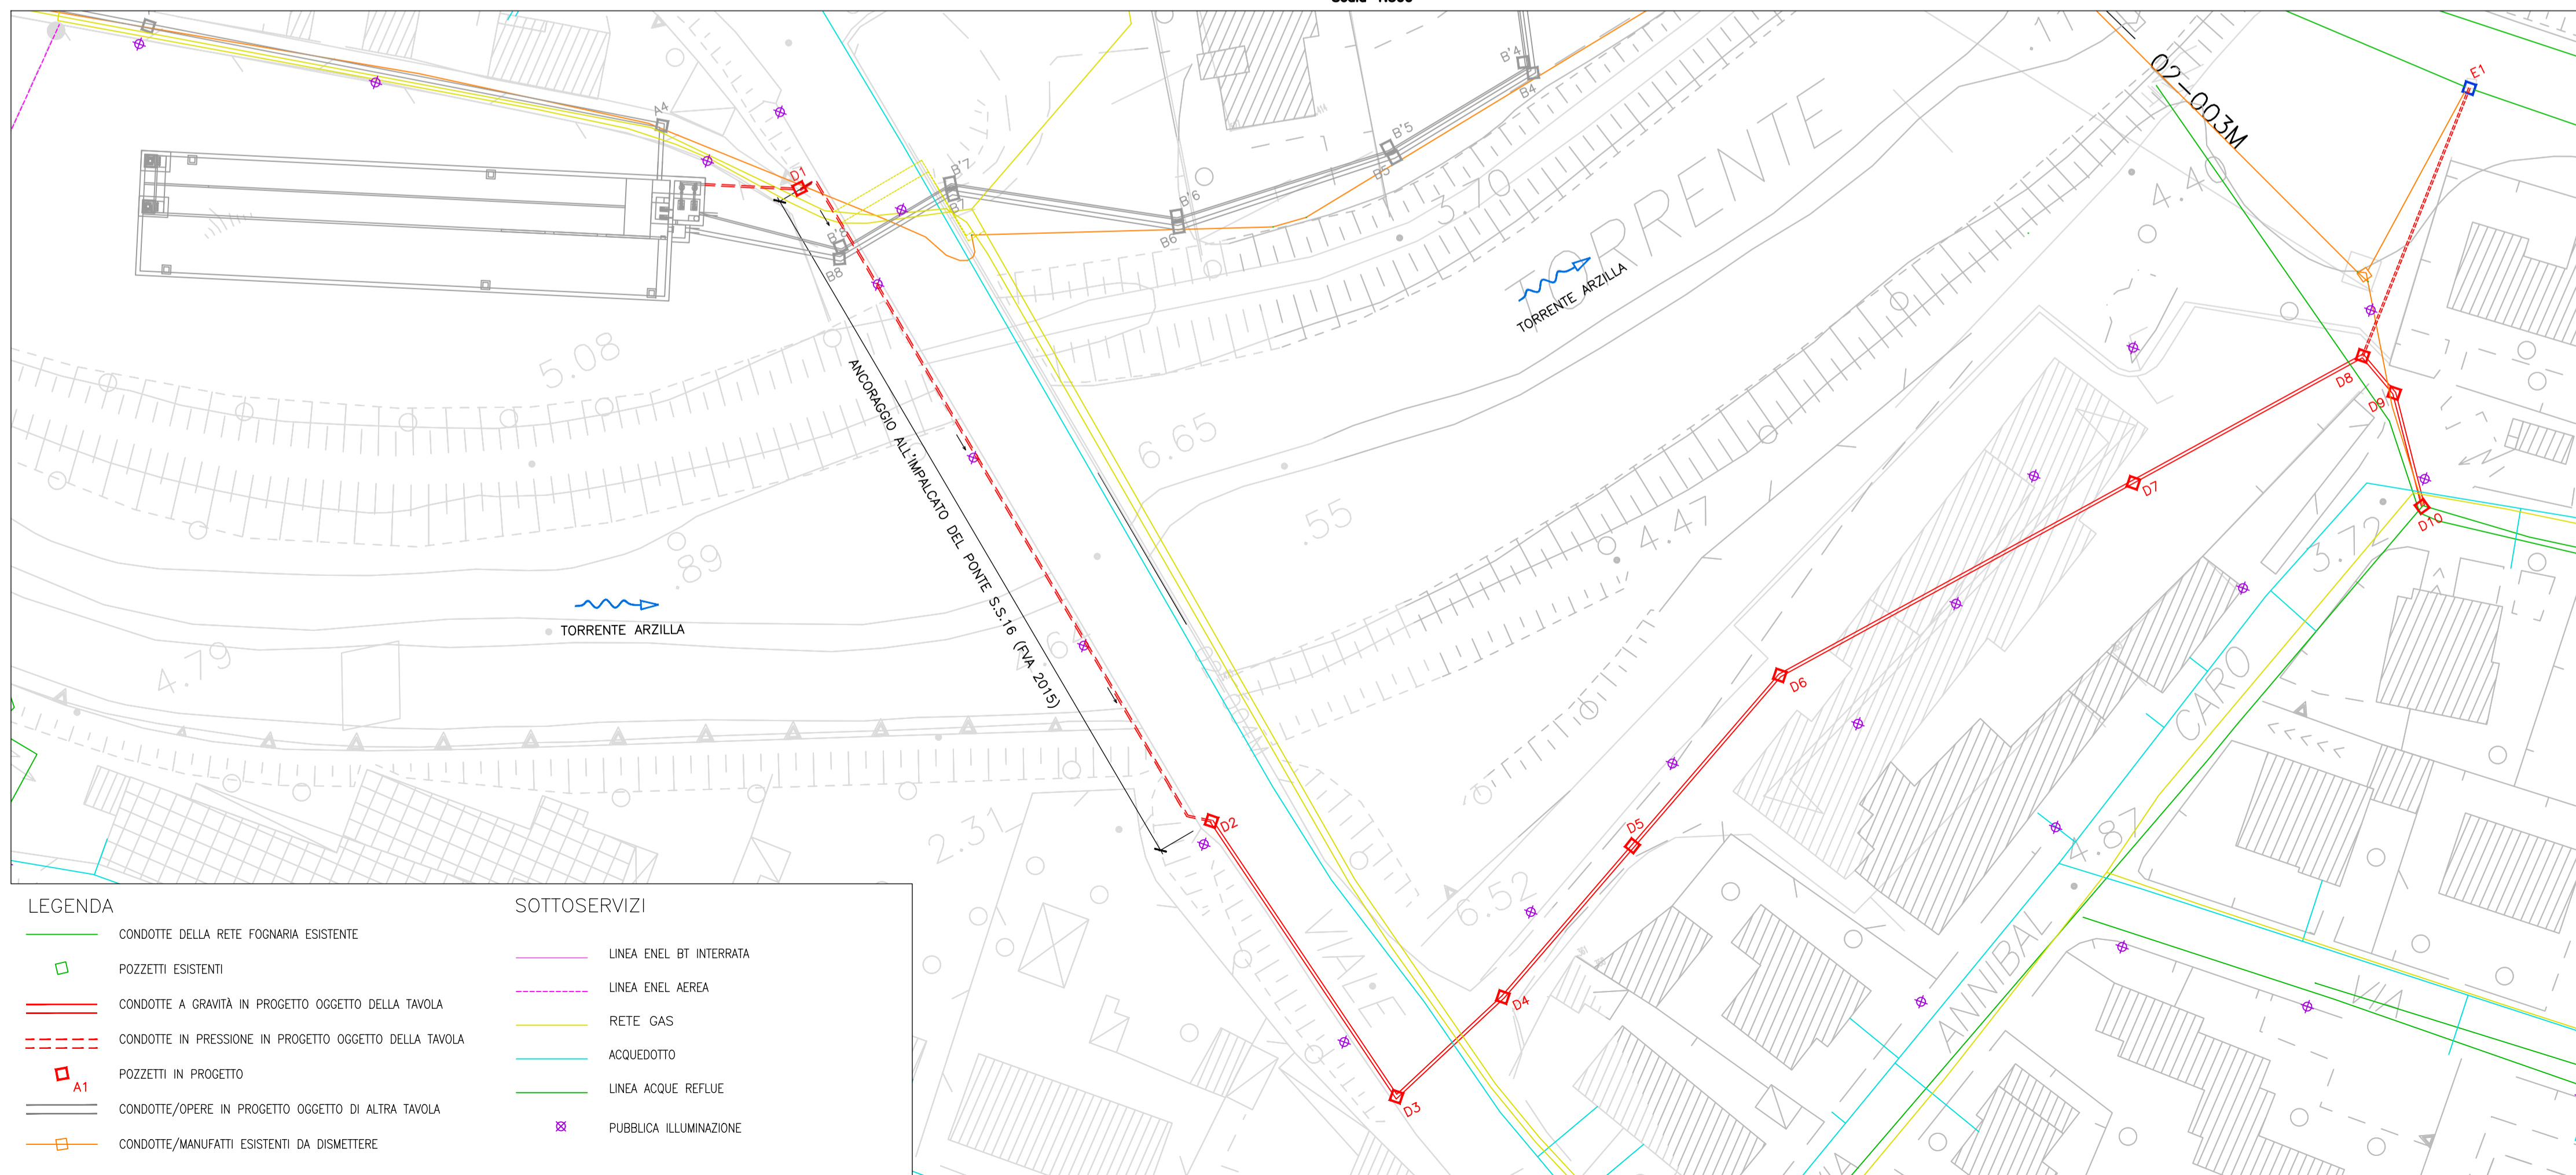 A4
D1
B'7
B'8
B8
B'6
B6
B'5
B5
B'4
B4
02-003M
E1
TORRENTE
3.70
4.40
TORRENTE ARZILLA
5.08
6.65
.55
4.47
.89
4.79
TORRENTE ARZILLA
ANCORAGGIO ALL'IMPALCATO DEL PONTE S.S.16 (FVA 2015)
D8
D9
D7
D10
3.72
D6
CARO
D2
D5
2.31
4.87
6.52
VIALE
D4
D3
ANNIBAL
VIA
LEGENDA
CONDOTTE DELLA RETE FOGNARIA ESISTENTE
POZZETTI ESISTENTI
CONDOTTE A GRAVITÀ IN PROGETTO OGGETTO DELLA TAVOLA
CONDOTTE IN PRESSIONE IN PROGETTO OGGETTO DELLA TAVOLA
POZZETTI IN PROGETTO
A1
CONDOTTE/OPERE IN PROGETTO OGGETTO DI ALTRA TAVOLA
CONDOTTE/MANUFATTI ESISTENTI DA DISMETTERE
SOTTOSERVIZI
LINEA ENEL BT INTERRATA
LINEA ENEL AEREA
RETE GAS
ACQUEDOTTO
LINEA ACQUE REFLUE
PUBBLICA ILLUMINAZIONE